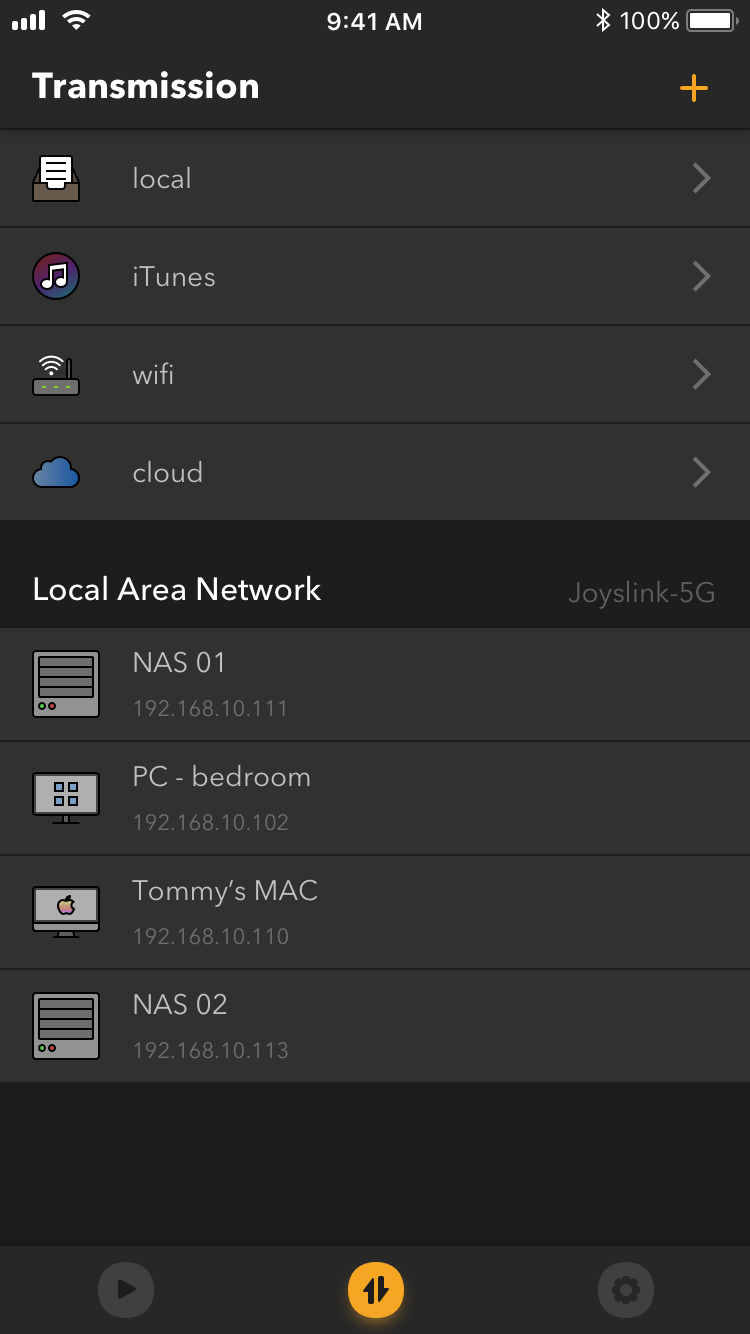 9:41 AM
100%
Transmission
local
iTunes
wifi
cloud
Local Area Network
Joyslink-5G
NAS 01
192.168.10.111
PC - bedroom
192.168.10.102
Tommy’s MAC
192.168.10.110
NAS 02
192.168.10.113